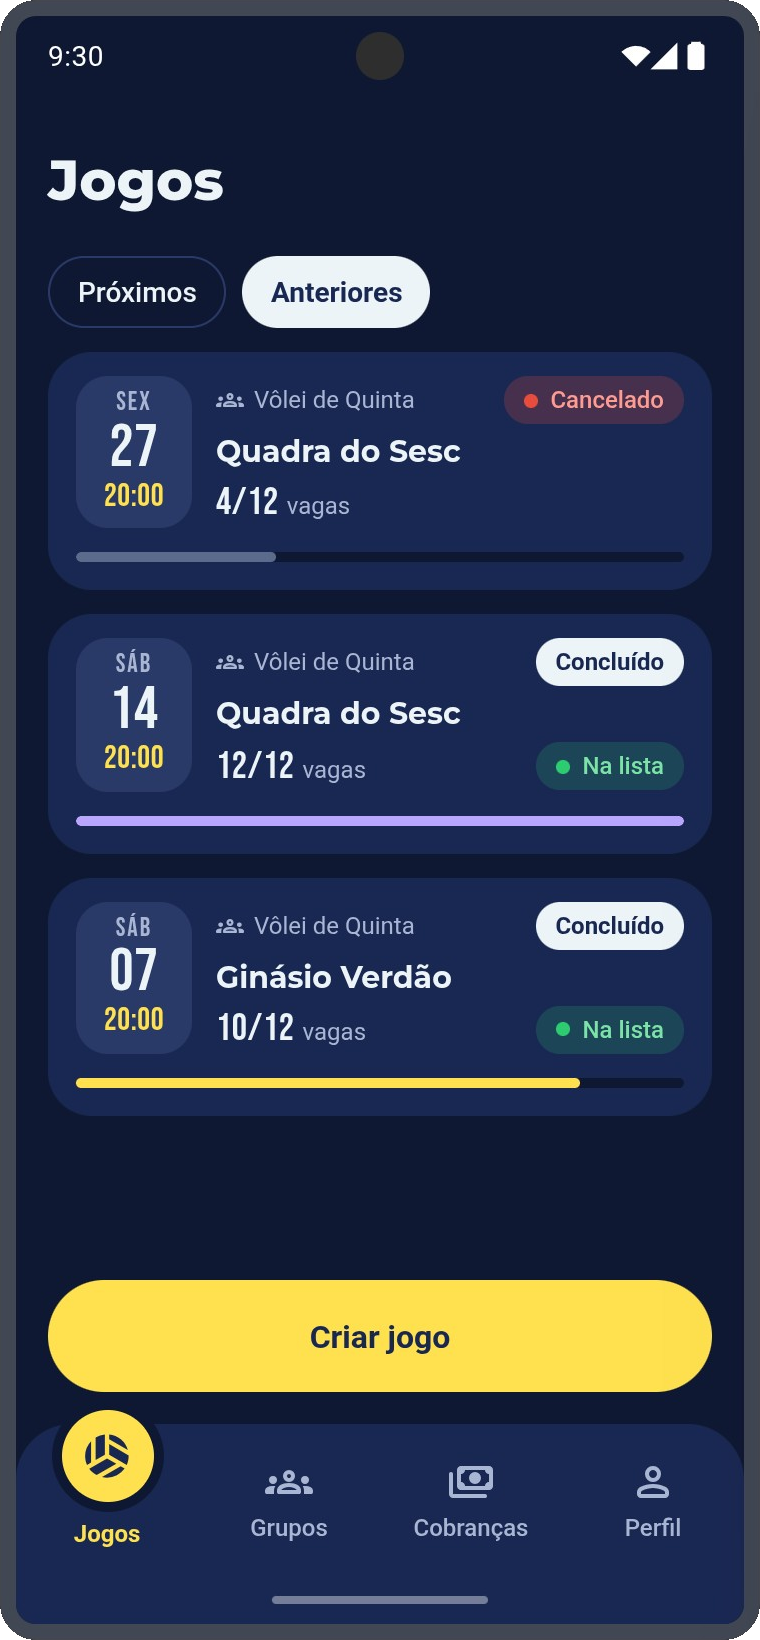 9:30
Jogos
Próximos
Anteriores
SEX
27
20:00
Vôlei de Quinta
Cancelado
Quadra do Sesc
4/12 vagas
SÁB
14
20:00
Vôlei de Quinta
Concluído
Quadra do Sesc
12/12 vagas
Na lista
SÁB
07
20:00
Vôlei de Quinta
Concluído
Ginásio Verdão
10/12 vagas
Na lista
Criar jogo
Jogos
Grupos
Cobranças
Perfil